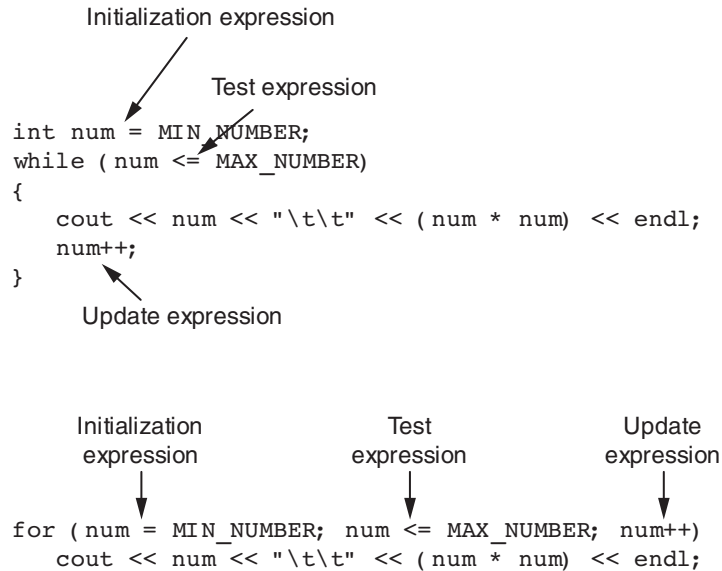 Initialization expression
Test expression
int num = MIN_NUMBER;
while (num <= MAX_NUMBER)
{
cout << num << "\t\t" << (num * num) << endl;
num++;
}
Update expression
Initialization
expression
Test
expression
Update
expression
for (num = MIN_NUMBER; num <= MAX_NUMBER; num++)
cout << num << "\t\t" << (num * num) << endl;